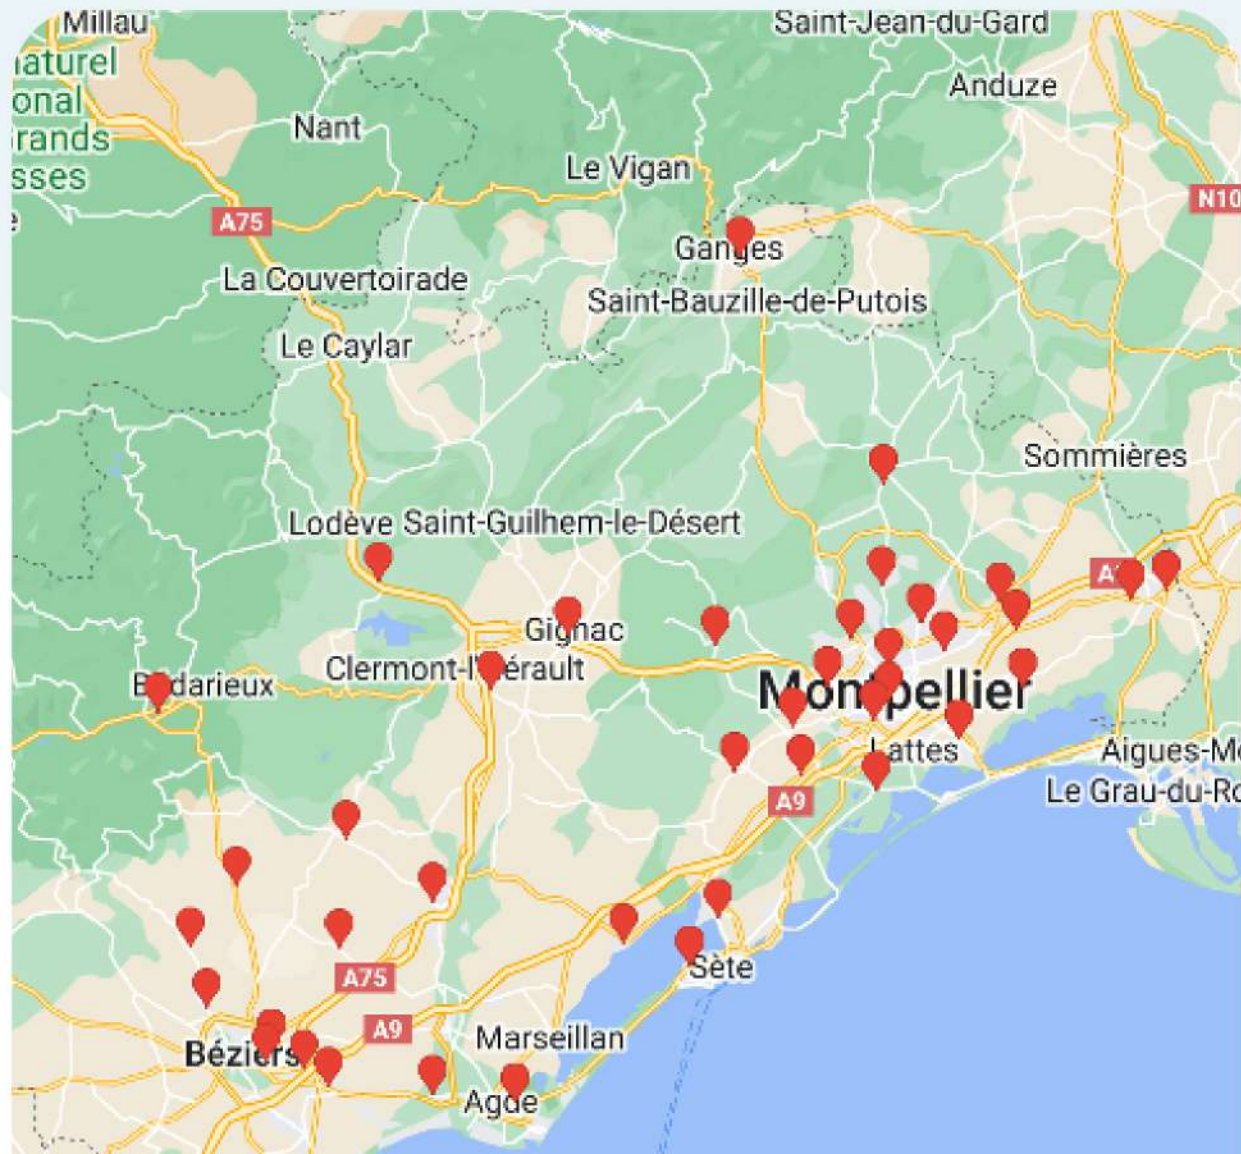 Millau
Saint-Jean-du-Gard
aturel
onal
rands
sses
Anduze
Nant
Le Vigan
N10
A75
Ganges
La Couvertoirade
Saint-Bauzille-de-Putois
Le Caylar
Sommières
Lodève
Saint-Guilhem-le-Désert
Gignac
Clermont-l'Hérault
Bédarieux
Montpellier
Lattes
Aigues-Mo
Le Grau-du-Ro
A9
Sète
A75
A9
Marseillan
Béziers
Agde